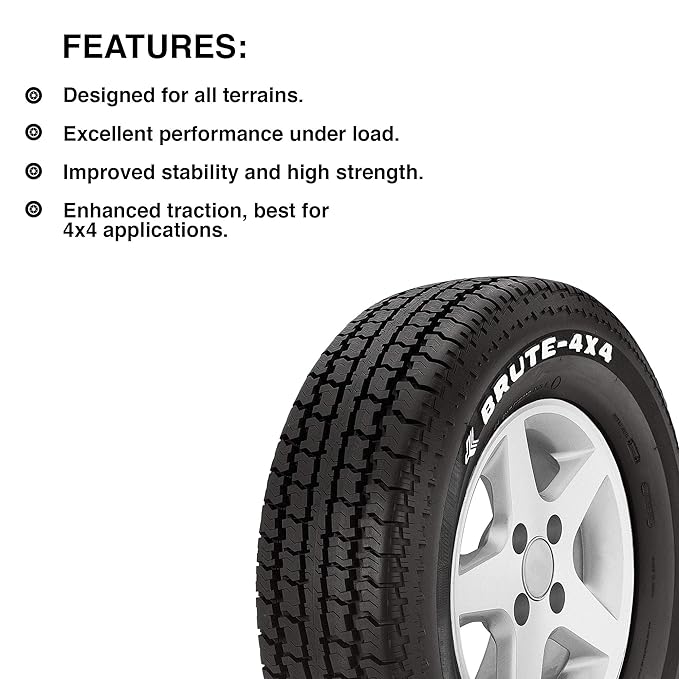 FEATURES:
Designed for all terrains.
Excellent performance under load.
Improved stability and high strength.
Enhanced traction, best for
4x4 applications.
BRUTE-4X4